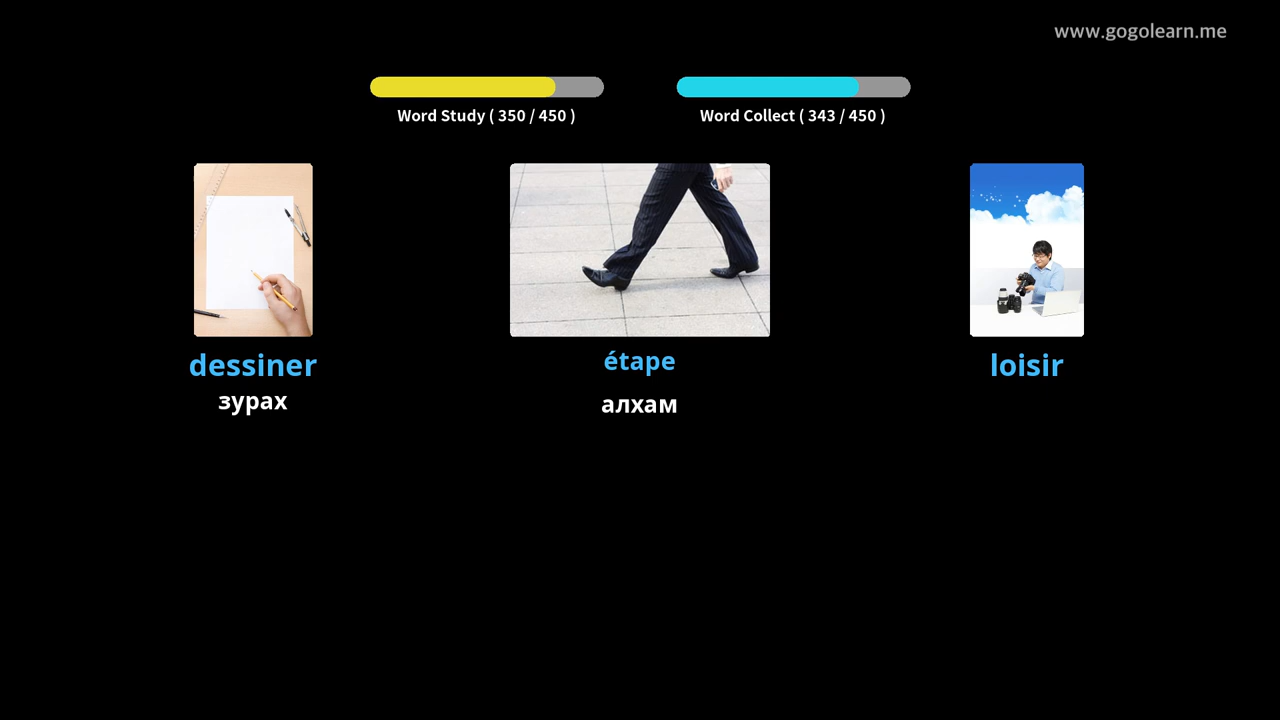 www.gogolearn.me
Word Study ( 350 / 450 )
Word Collect ( 343 / 450 )
dessiner
зурах
étape
алхам
loisir